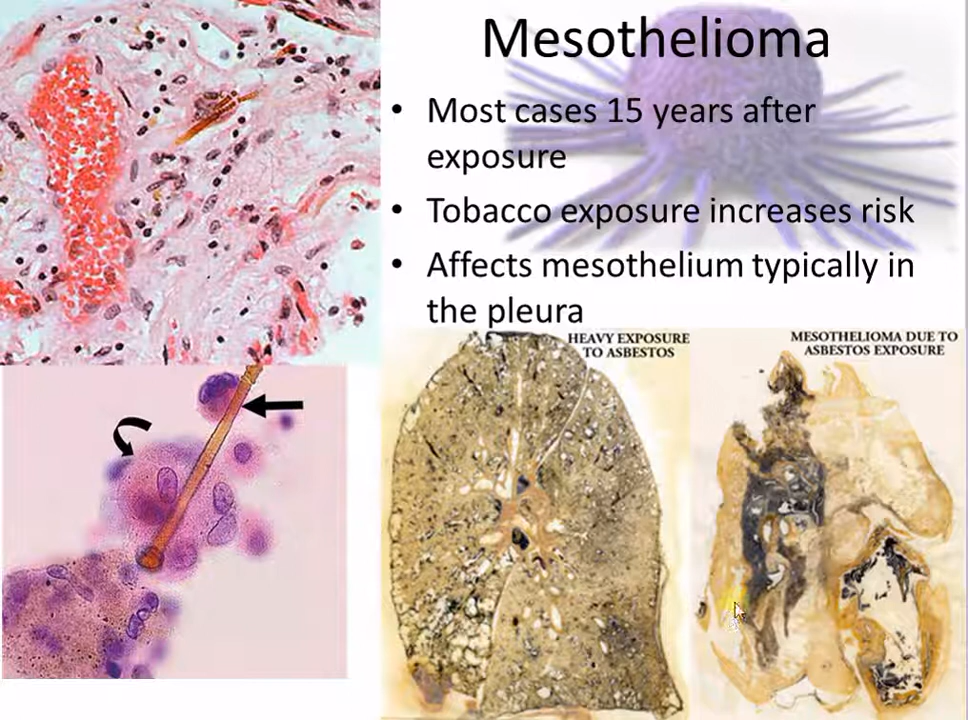 Mesothelioma
• Most cases 15 years after
exposure
• Tobacco exposure increases risk
• Affects mesothelium typically in
the pleura
HEAVY EXPOSURE
TO ASBESTOS
MESOTHELIOMA DUE TO
ASBESTOS EXPOSURE